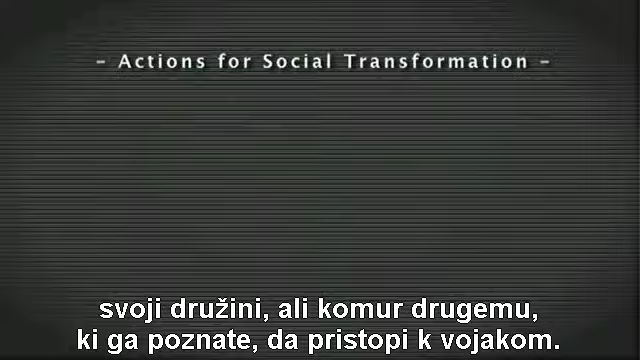 - Actions for Social Transformation -
svoji družini, ali komur drugemu,
ki ga poznate, da pristopi k vojakom.